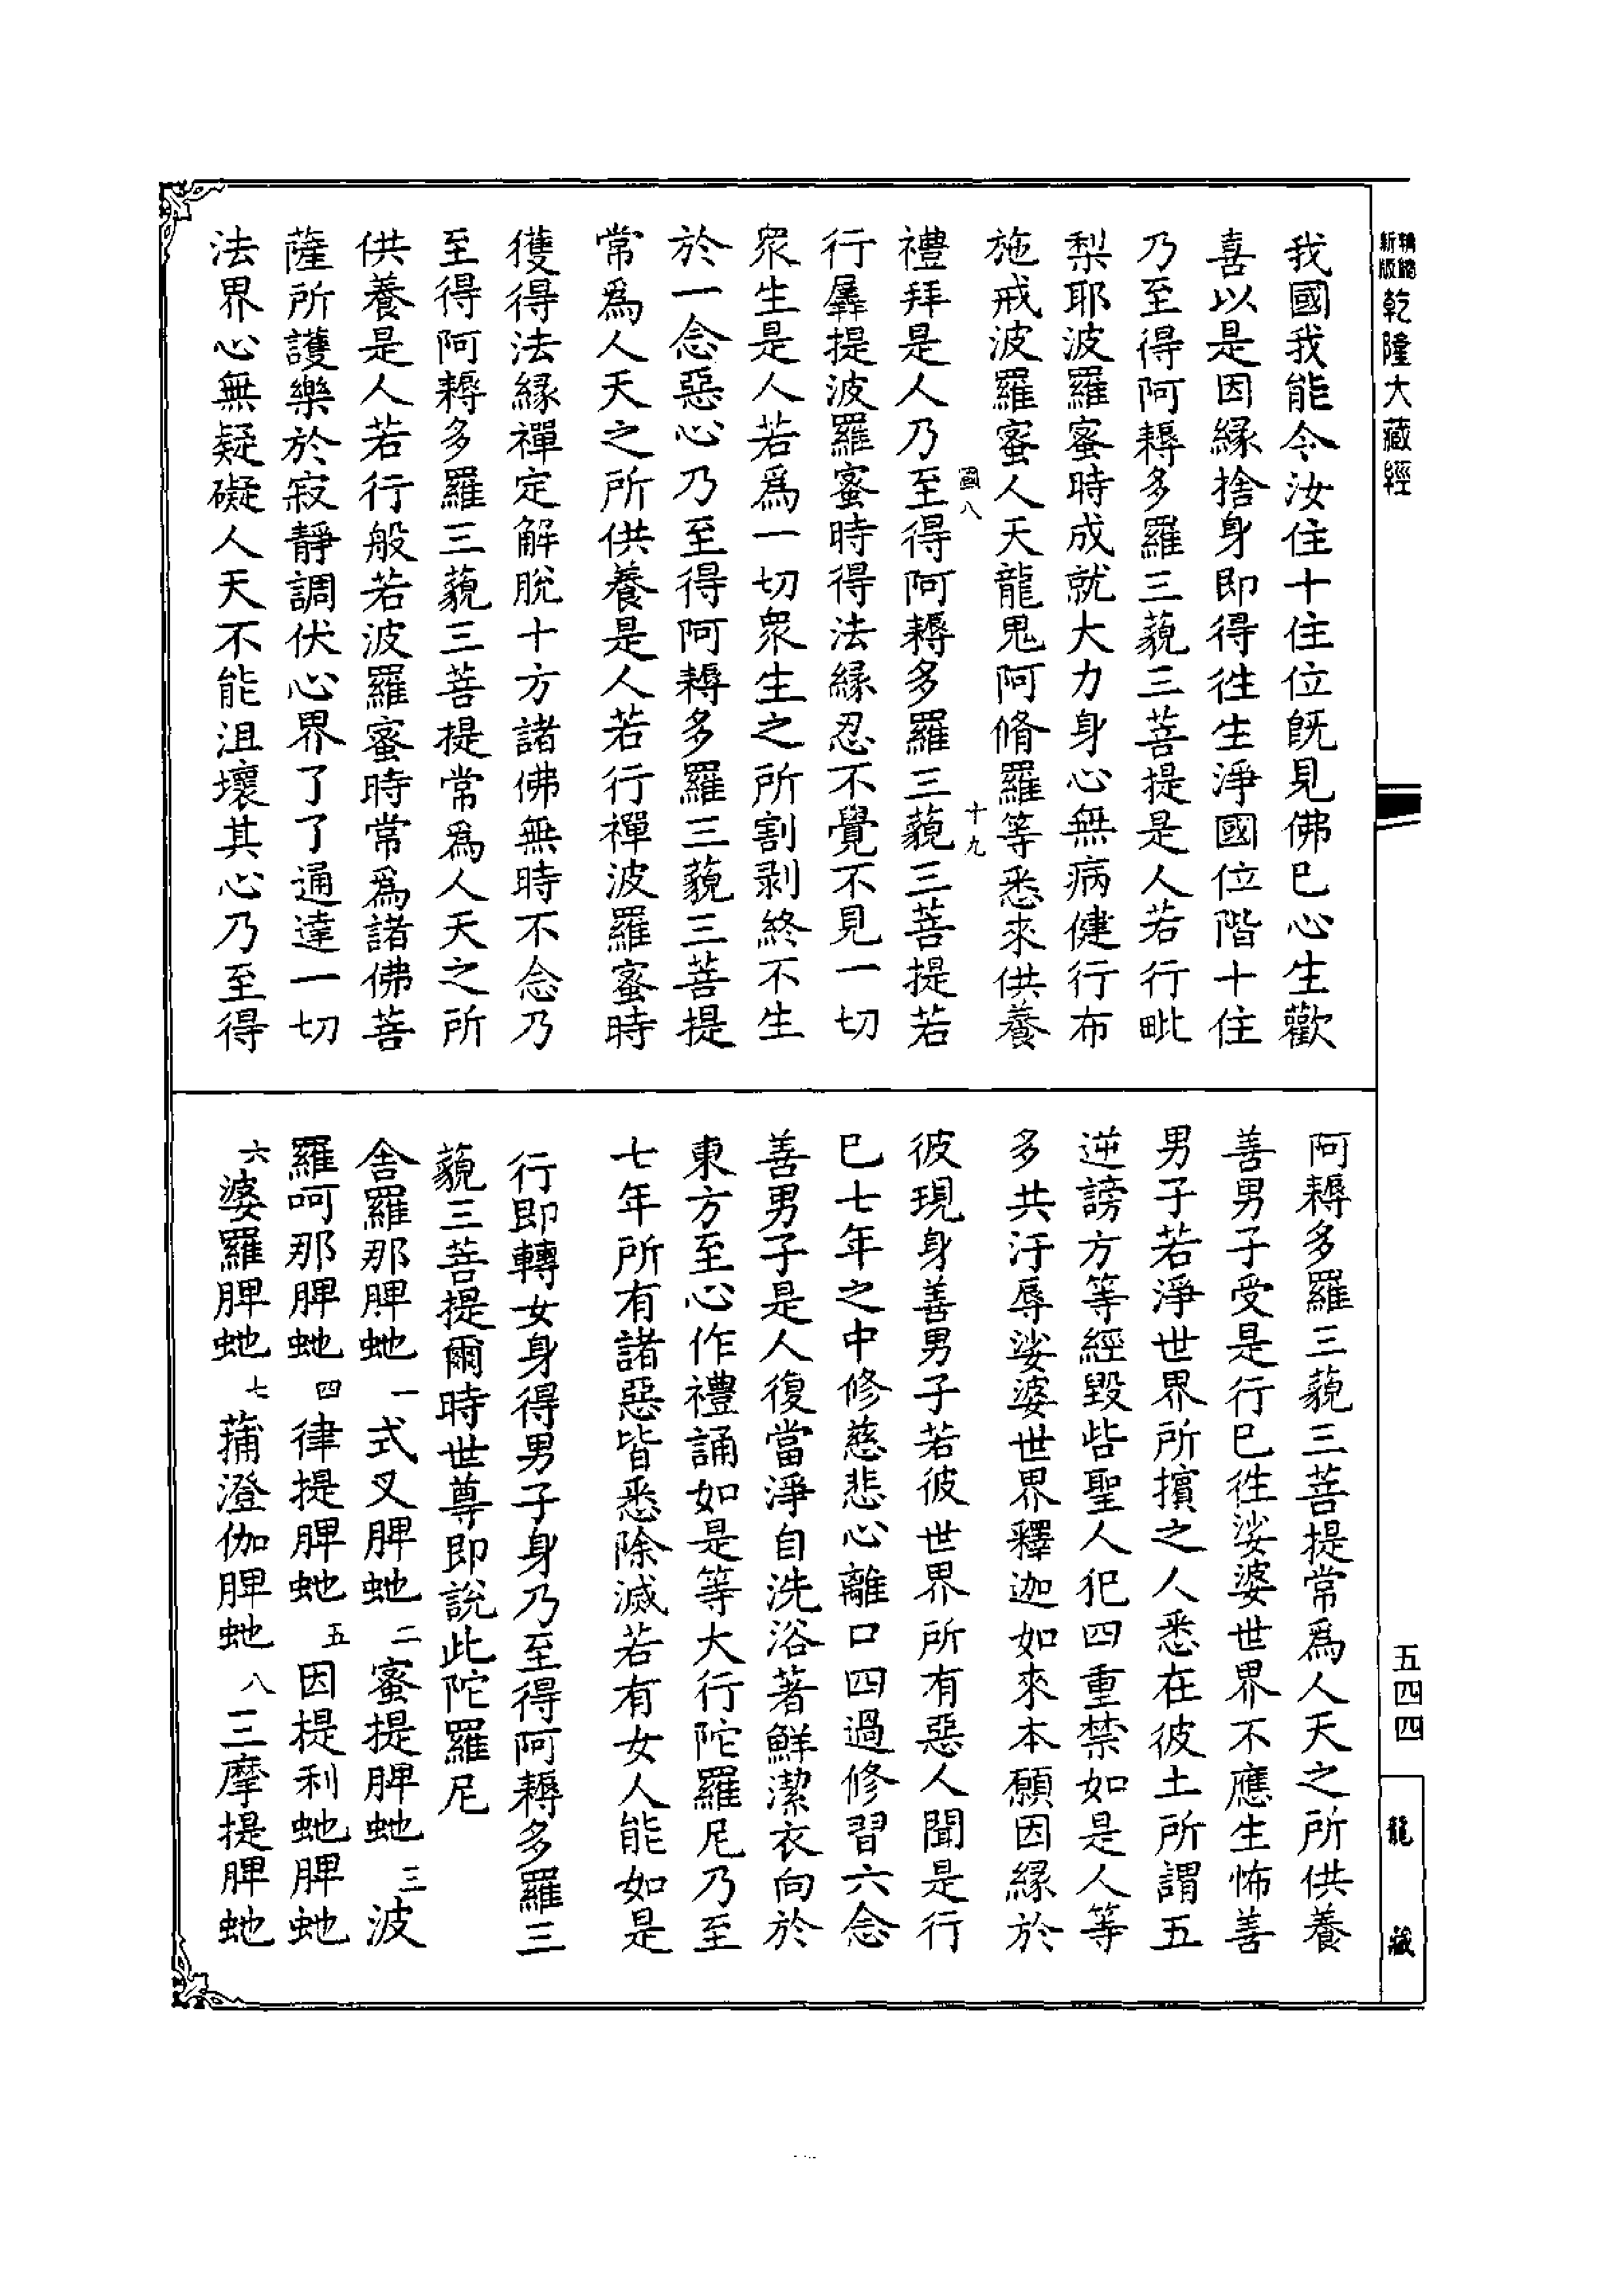 新版精縮乾隆大藏經
我國我能令汝住十住位既見佛已心生歡
喜以是因緣捨身即得往生淨國位階十住
乃至得阿耨多羅三藐三菩提是人若行毗
梨耶波羅蜜時成就大力身心無病健行布
施戒波羅蜜人天龍鬼阿脩羅等悉來供養
國八 十九
禮拜是人乃至得阿耨多羅三藐三菩提若
行羼提波羅蜜時得法緣忍不覺不見一切
眾生是人若為一切眾生之所割剥終不生
於一念惡心乃至得阿耨多羅三藐三菩提
常為人天之所供養是人若行禪波羅蜜時
獲得法緣禪定解脫十方諸佛無時不念乃
至得阿耨多羅三藐三菩提常為人天之所
供養是人若行般若波羅蜜時常為諸佛菩
薩所護樂於寂靜調伏心界了了通達一切
法界心無疑礙人天不能沮壞其心乃至得
阿耨多羅三藐三菩提常為人天之所供養
善男子受是行已往娑婆世界不應生怖善
男子若淨世界所擯之人悉在彼土所謂五
逆謗方等經毀呰聖人犯四重禁如是人等
多共汙辱娑婆世界釋迦如來本願因緣於
彼現身善男子若彼世界所有惡人聞是行
已七年之中修慈悲心離口四過修習六念
善男子是人復當淨自洗浴著鮮潔衣向於
東方至心作禮誦如是等大行陀羅尼乃至
七年所有諸惡皆悉除滅若有女人能如是
行即轉女身得男子身乃至得阿耨多羅三
藐三菩提爾時世尊即說此陀羅尼
舍羅那脾虵一式叉脾虵二蜜提脾虵三波
羅呵那脾虵四律提脾虵五因提利虵脾虵
六婆羅脾虵七蒱澄伽脾虵八三摩提脾虵
五四四
龍藏